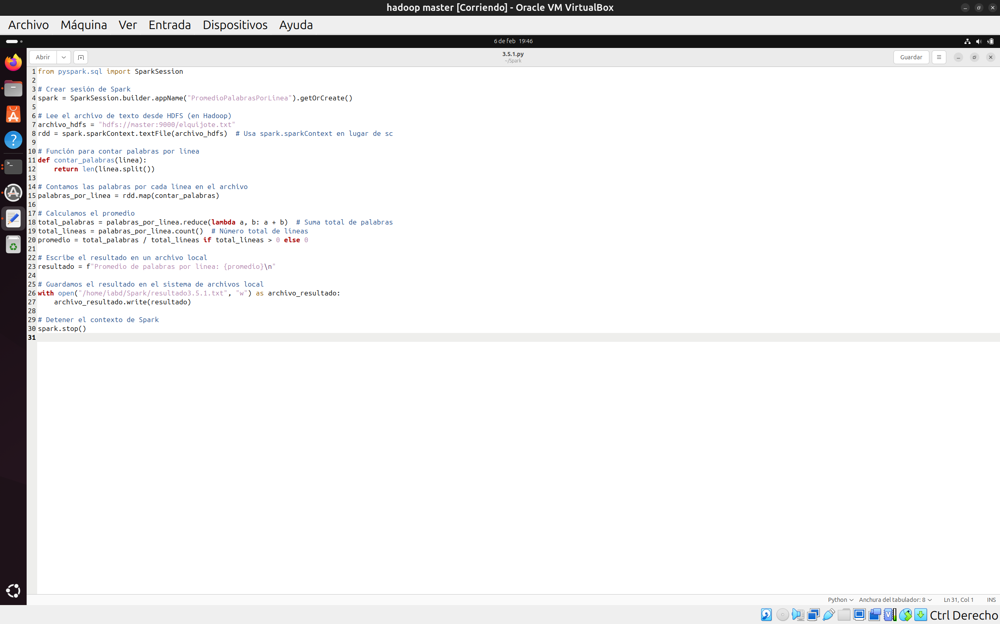 hadoop master [Corriendo] - Oracle VM VirtualBox
Archivo Máquina Ver Entrada Dispositivos Ayuda
6 de feb 19:46
Abrir
3.5.1.py
~/Spark
Guardar
1 from pyspark.sql import SparkSession
2
3 # Crear sesión de Spark
4 spark = SparkSession.builder.appName("PromedioPalabrasPorLinea").getOrCreate()
5
6 # Lee el archivo de texto desde HDFS (en Hadoop)
7 archivo_hdfs = "hdfs://master:9000/elquijote.txt"
8 rdd = spark.sparkContext.textFile(archivo_hdfs)  # Usa spark.sparkContext en lugar de sc
9
10 # Función para contar palabras por línea
11 def contar_palabras(linea):
12     return len(linea.split())
13
14 # Contamos las palabras por cada línea en el archivo
15 palabras_por_linea = rdd.map(contar_palabras)
16
17 # Calculamos el promedio
18 total_palabras = palabras_por_linea.reduce(lambda a, b: a + b)  # Suma total de palabras
19 total_lineas = palabras_por_linea.count()  # Número total de líneas
20 promedio = total_palabras / total_lineas if total_lineas > 0 else 0
21
22 # Escribe el resultado en un archivo local
23 resultado = f"Promedio de palabras por línea: {promedio}\n"
24
25 # Guardamos el resultado en el sistema de archivos local
26 with open("/home/iabd/Spark/resultado3.5.1.txt", "w") as archivo_resultado:
27     archivo_resultado.write(resultado)
28
29 # Detener el contexto de Spark
30 spark.stop()
31
Python Anchura del tabulador: 8 Ln 31, Col 1 INS
Ctrl Derecho